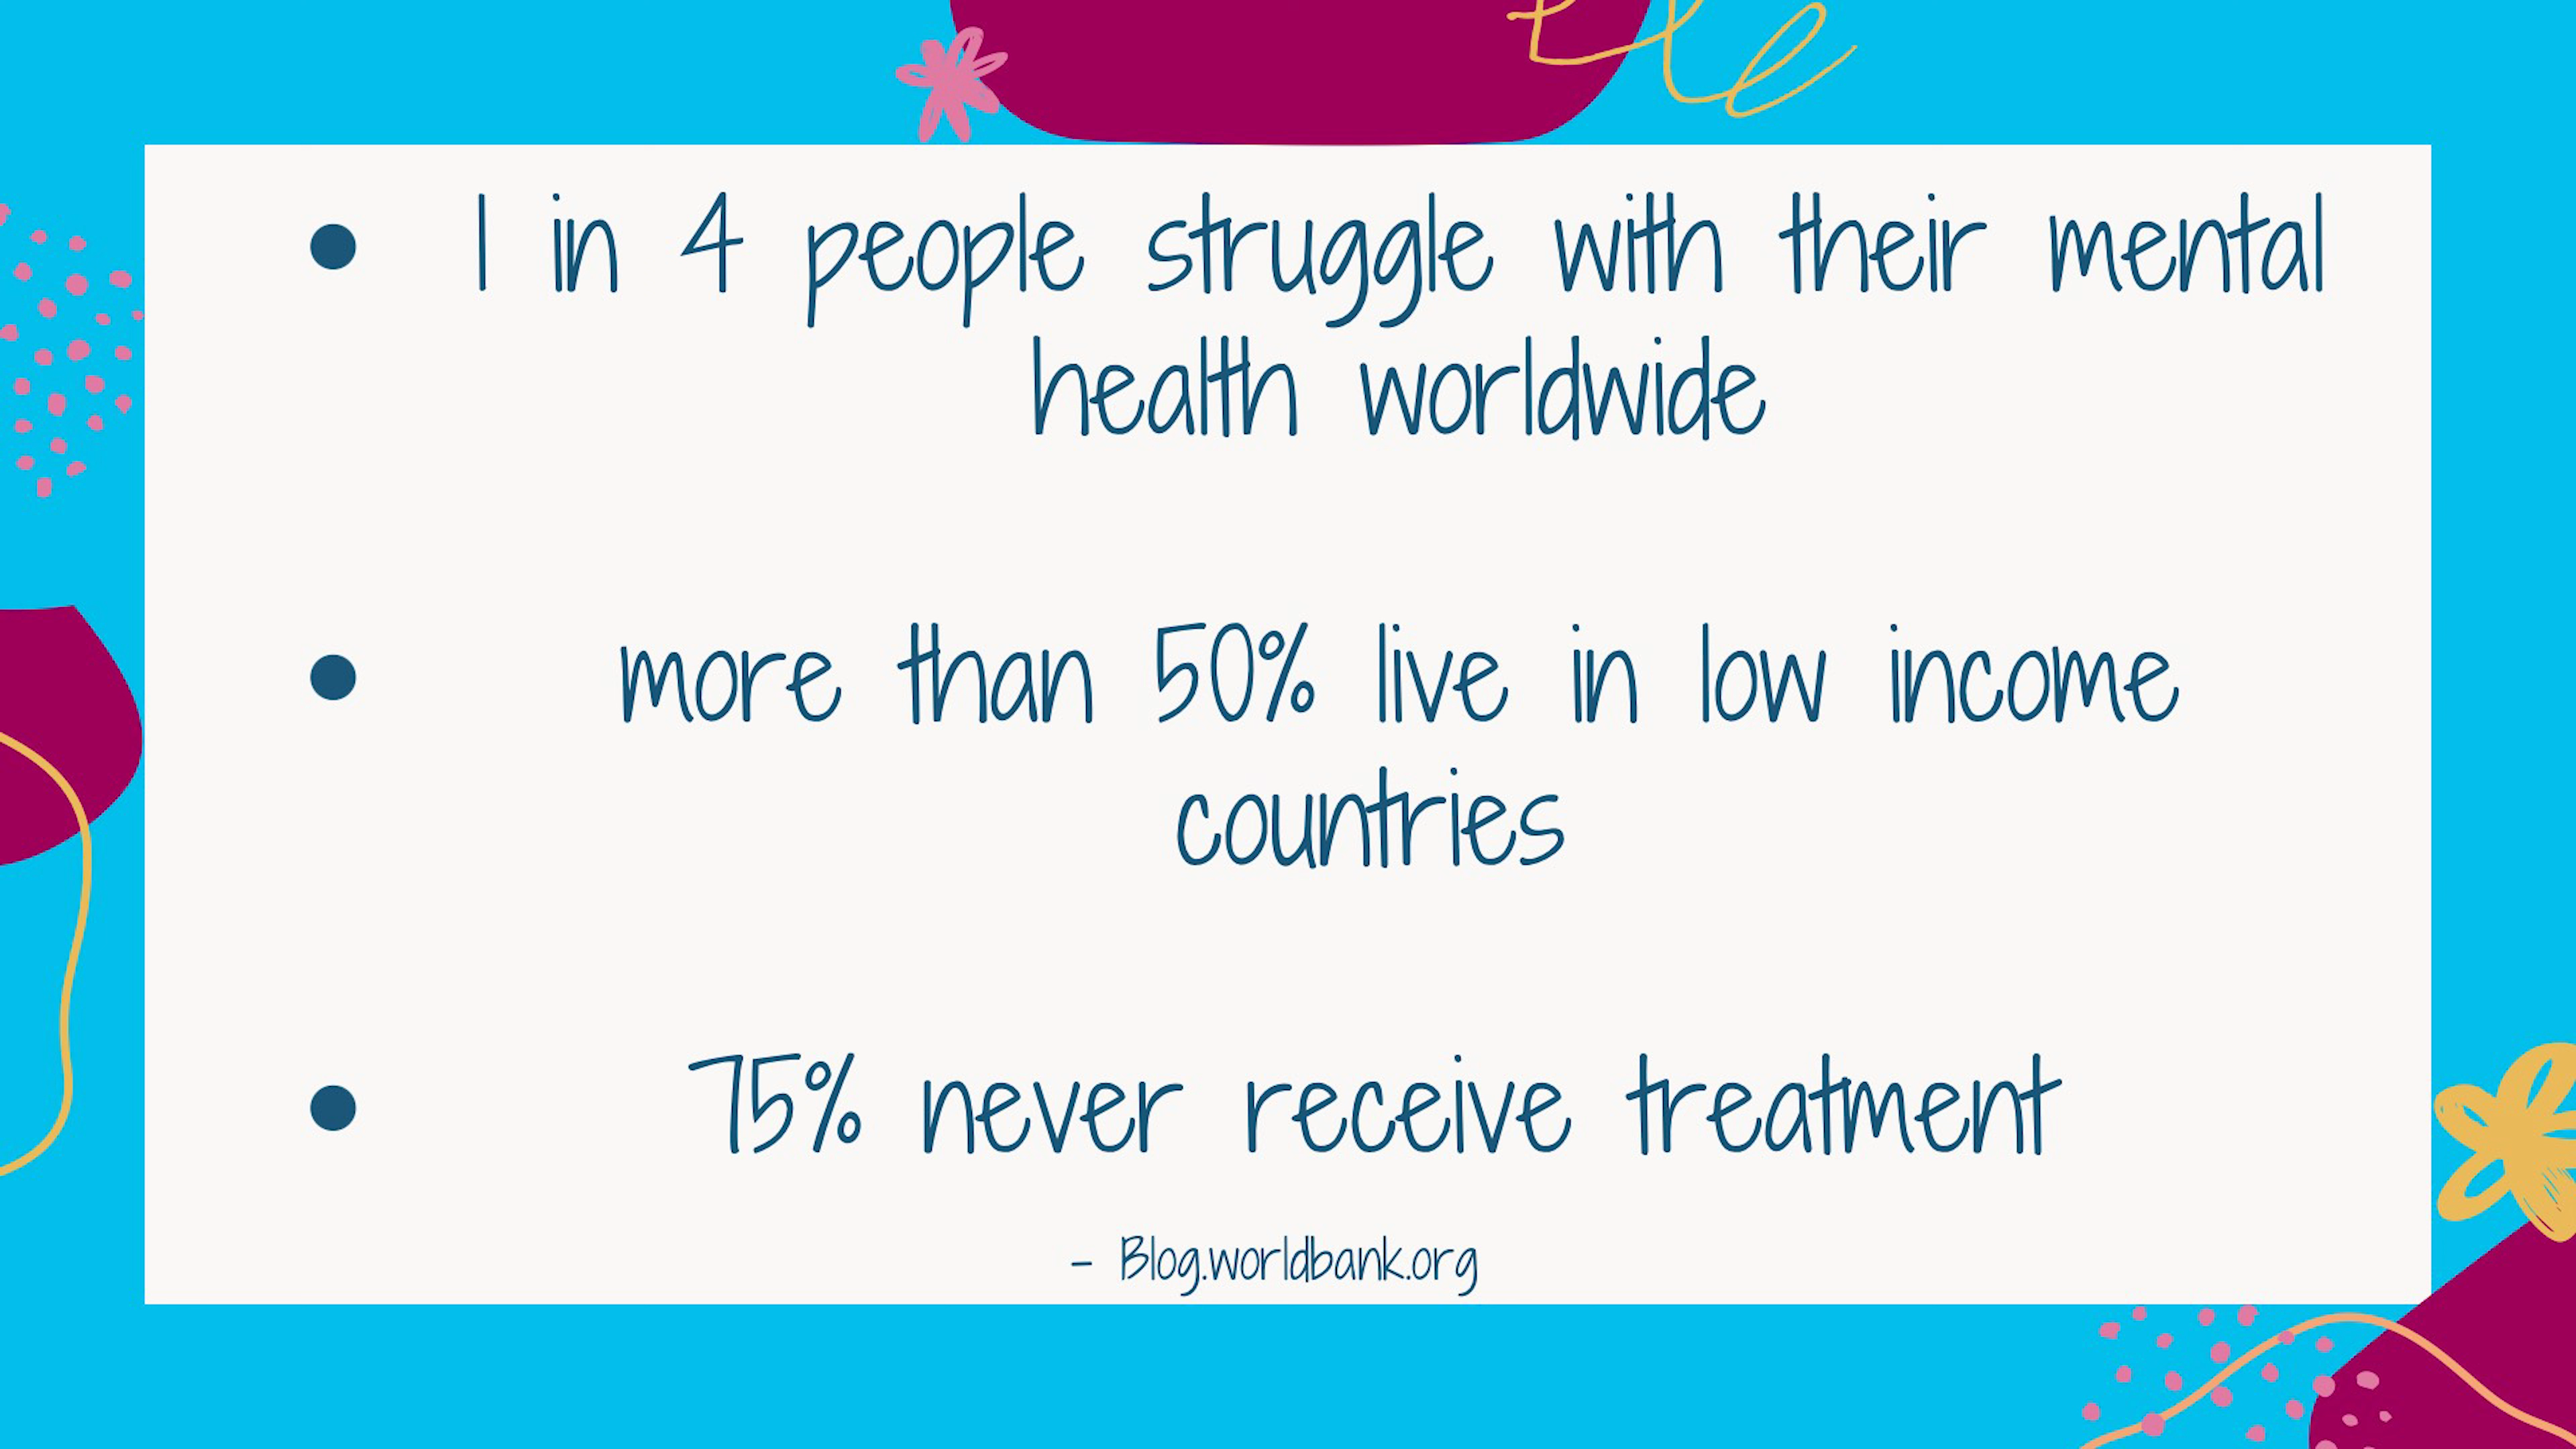 • 1 in 4 people struggle with their mental
health worldwide
• more than 50% live in low income
countries
• 75% never receive treatment
- Blog.worldbank.org